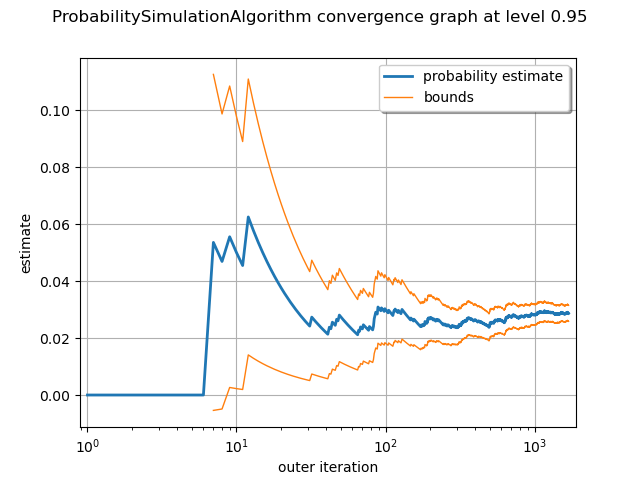 ProbabilitySimulationAlgorithm convergence graph at level 0.95
probability estimate
bounds
0.10
0.08
0.06
0.04
0.02
0.00
estimate
10⁰ 10¹ 10² 10³
outer iteration